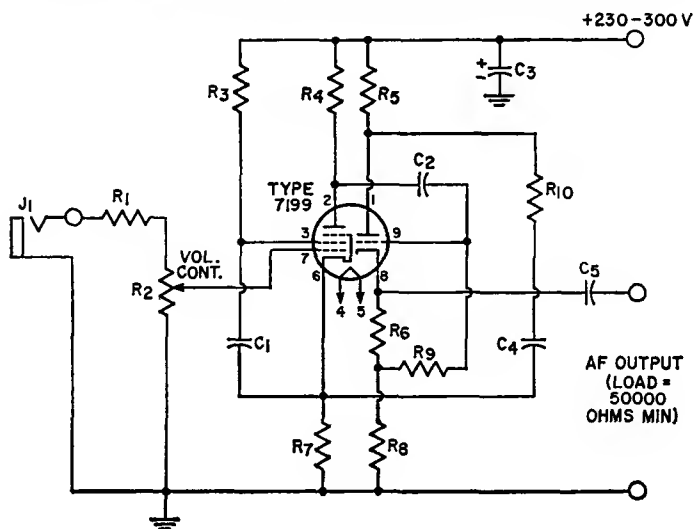 +230-300 V
R3
R4
R5
C3
+
-
C2
TYPE
7199
2
1
R10
J1
R1
3
7
9
VOL.
CONT.
6
8
R2
4
5
C5
R6
C1
R9
C4
AF OUTPUT
(LOAD =
50000
OHMS MIN)
R7
R8